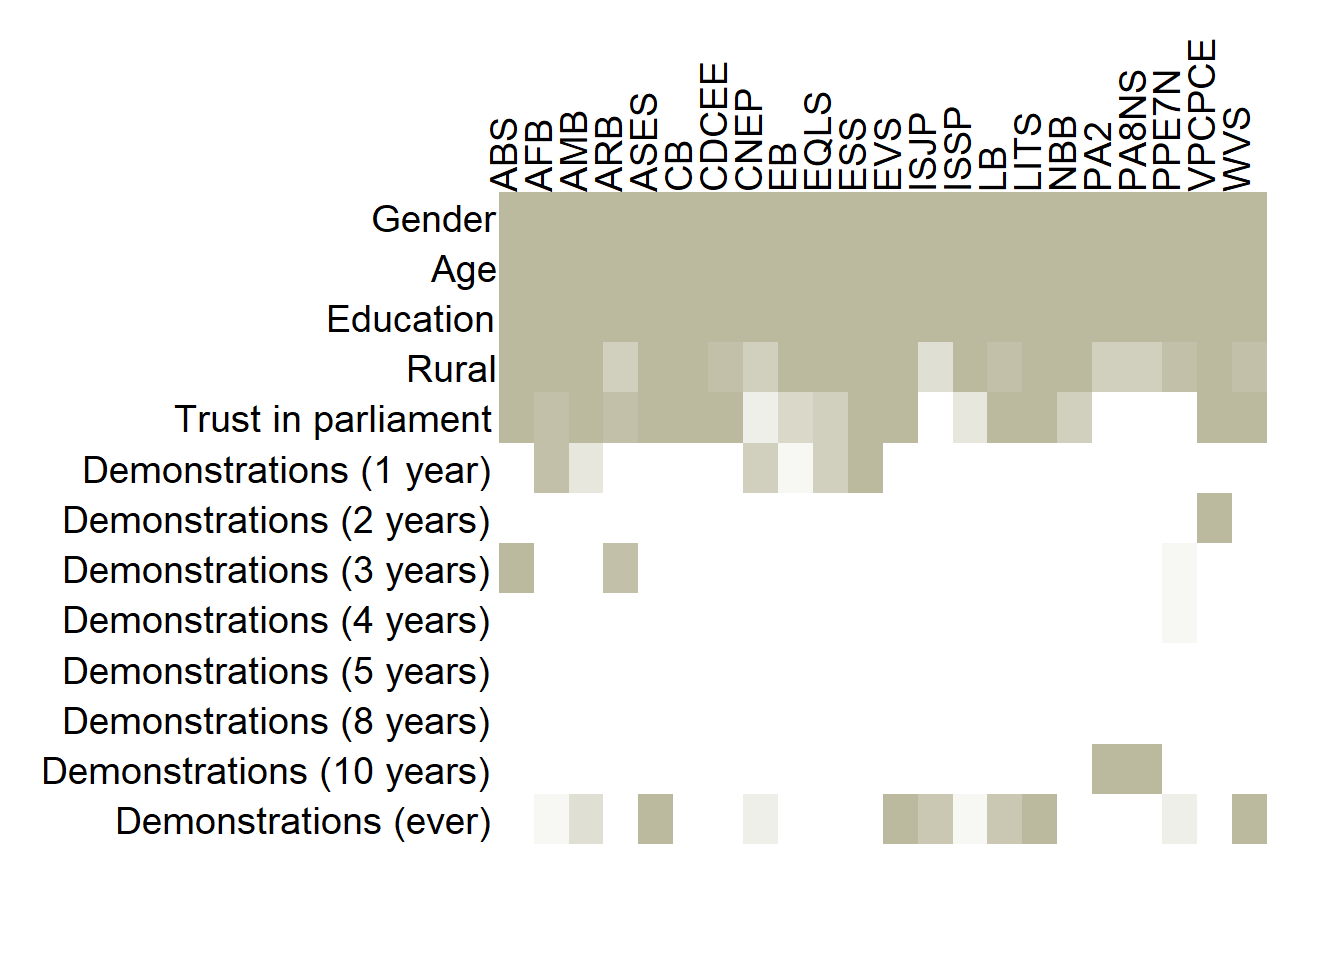 ABS
AFB
AMB
ARB
ASES
CB
CDCEE
CNEP
EB
EQLS
ESS
EVS
ISJP
ISSP
LB
LITS
NBB
PA2
PA8NS
PPE7N
VPCPCE
WVS
Gender
Age
Education
Rural
Trust in parliament
Demonstrations (1 year)
Demonstrations (2 years)
Demonstrations (3 years)
Demonstrations (4 years)
Demonstrations (5 years)
Demonstrations (8 years)
Demonstrations (10 years)
Demonstrations (ever)